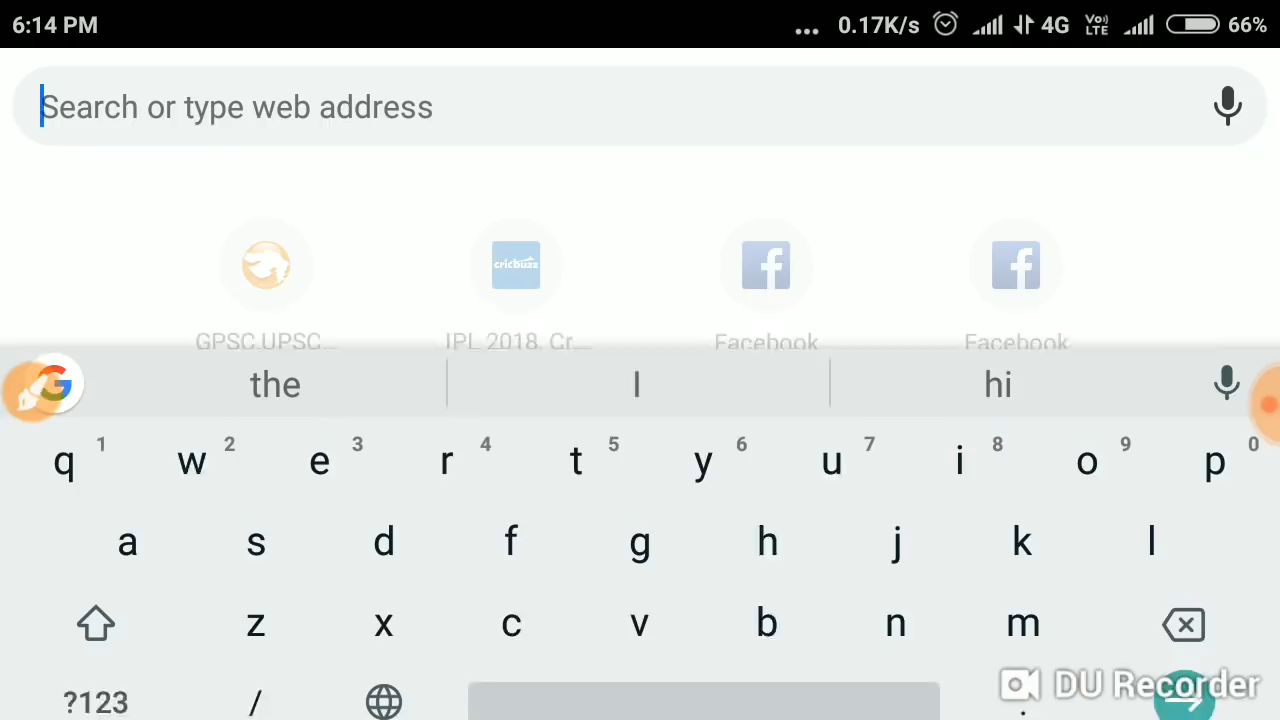 6:14 PM ... 0.17K/s 4G Vo) LTE 66%
Search or type web address
cricbuzz
GPSC,UPSC... IPL 2018, Cr... Facebook Facebook
the I hi
q 1 w 2 e 3 r 4 t 5 y 6 u 7 i 8 o 9 p 0
a s d f g h j k l
z x c v b n m
DU Recorder
?123 / .